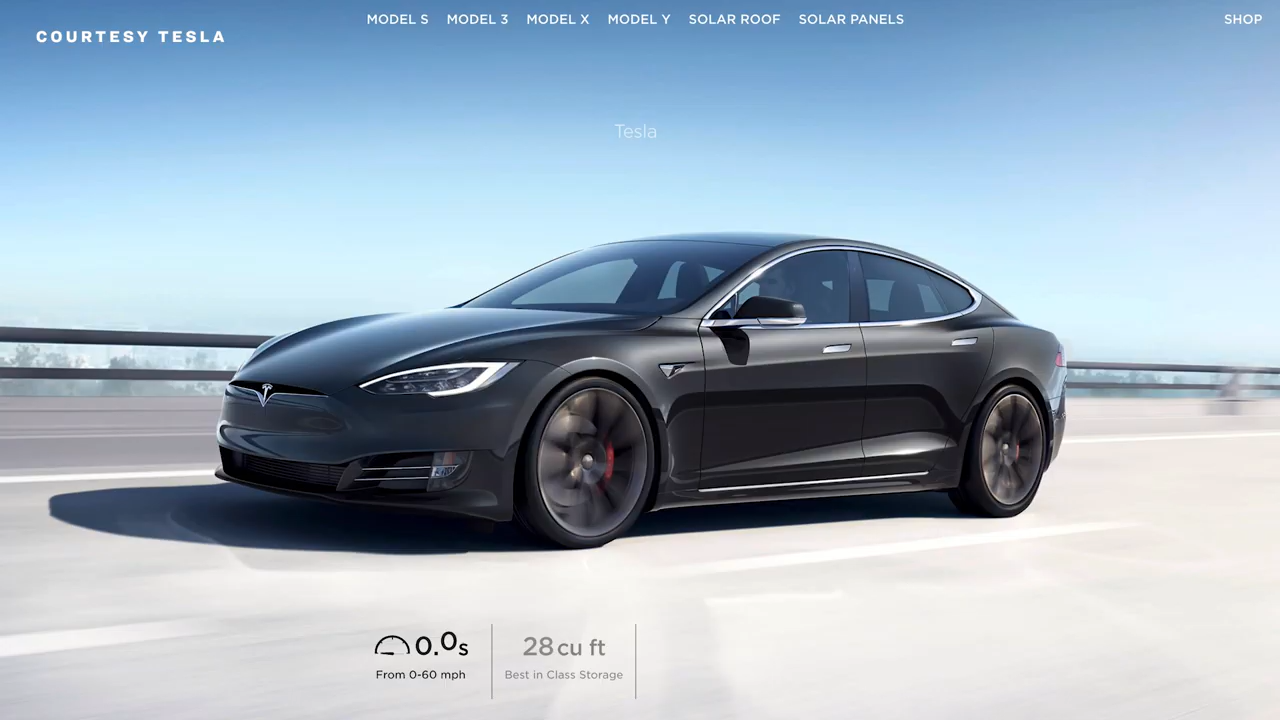 MODEL S MODEL 3 MODEL X MODEL Y SOLAR ROOF SOLAR PANELS SHOP
COURTESY TESLA
Tesla
0.0s 28 cu ft
From 0-60 mph Best in Class Storage